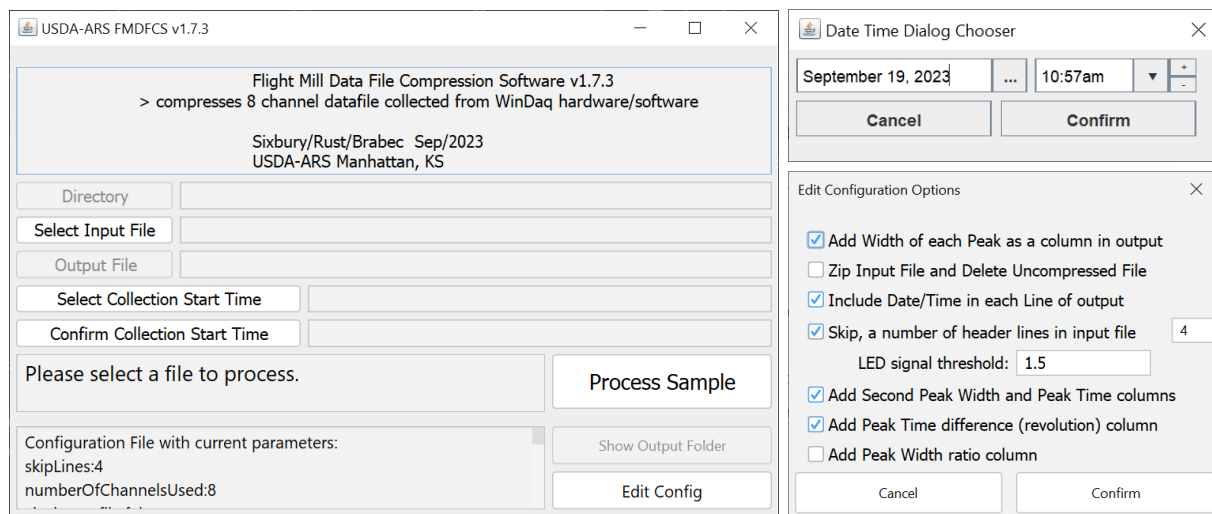 USDA-ARS FMDFCS v1.7.3
Flight Mill Data File Compression Software v1.7.3
> compresses 8 channel datafile collected from WinDaq hardware/software
Sixbury/Rust/Brabec Sep/2023
USDA-ARS Manhattan, KS
Directory
Select Input File
Output File
Select Collection Start Time
Confirm Collection Start Time
Please select a file to process.
Process Sample
Configuration File with current parameters:
skipLines:4
numberOfChannelsUsed:8
Show Output Folder
Edit Config
Date Time Dialog Chooser
September 19, 2023 ... 10:57am
Cancel Confirm
Edit Configuration Options
Add Width of each Peak as a column in output
Zip Input File and Delete Uncompressed File
Include Date/Time in each Line of output
Skip, a number of header lines in input file 4
LED signal threshold: 1.5
Add Second Peak Width and Peak Time columns
Add Peak Time difference (revolution) column
Add Peak Width ratio column
Cancel Confirm